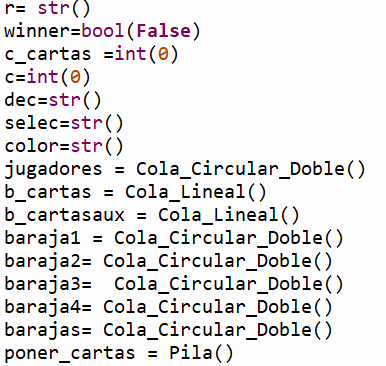 r= str()
winner=bool(False)
c_cartas =int(0)
c=int(0)
dec=str()
selec=str()
color=str()
jugadores = Cola_Circular_Doble()
b_cartas = Cola_Lineal()
b_cartasaux = Cola_Lineal()
baraja1 = Cola_Circular_Doble()
baraja2= Cola_Circular_Doble()
baraja3=  Cola_Circular_Doble()
baraja4= Cola_Circular_Doble()
barajas= Cola_Circular_Doble()
poner_cartas = Pila()